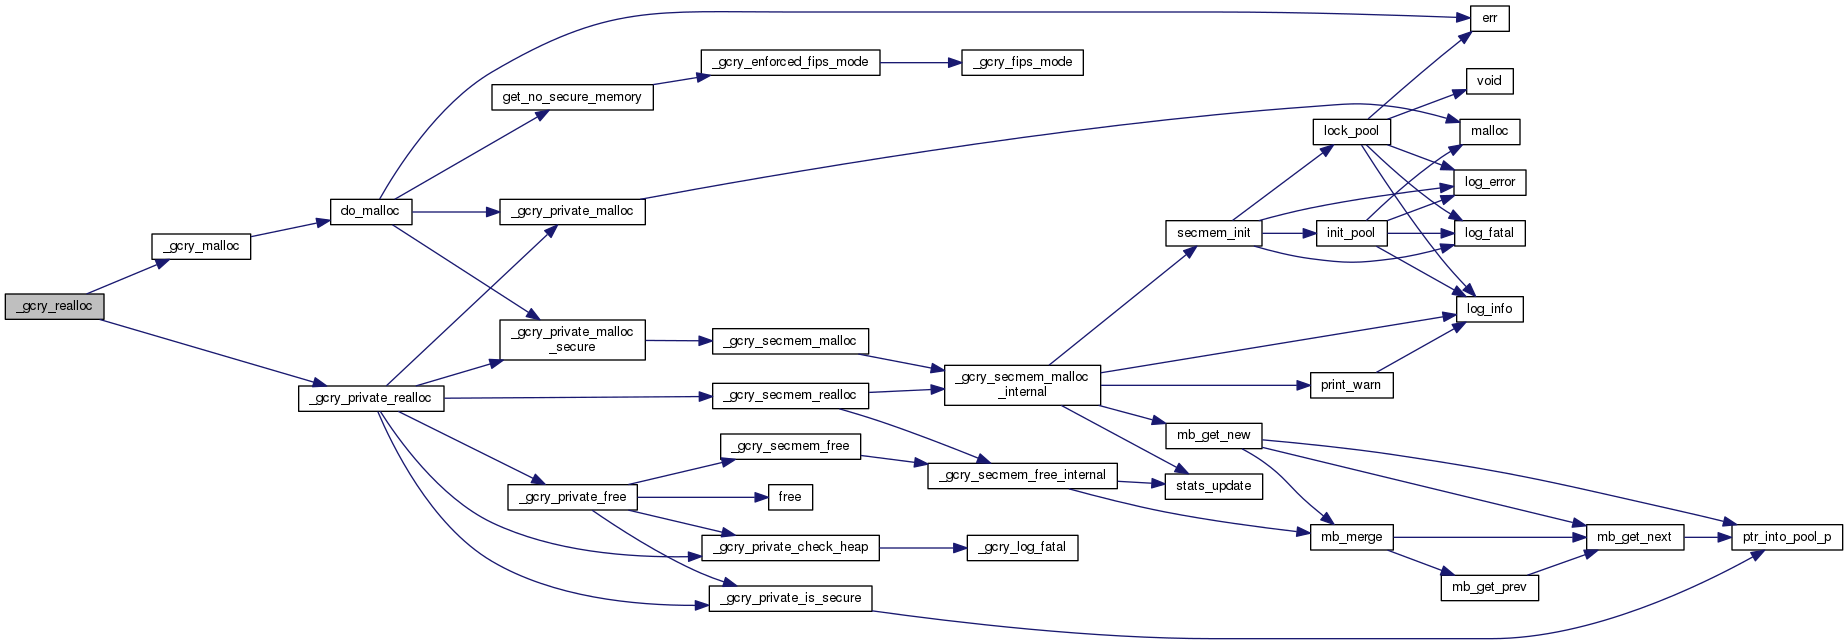 err
_gcry_enforced_fips_mode
_gcry_fips_mode
void
get_no_secure_memory
lock_pool
malloc
log_error
do_malloc
_gcry_private_malloc
secmem_init
init_pool
log_fatal
_gcry_malloc
_gcry_realloc
log_info
_gcry_private_malloc
_secure
_gcry_secmem_malloc
_gcry_secmem_malloc
_internal
print_warn
_gcry_private_realloc
_gcry_secmem_realloc
mb_get_new
_gcry_secmem_free
_gcry_secmem_free_internal
stats_update
_gcry_private_free
free
mb_merge
mb_get_next
ptr_into_pool_p
_gcry_private_check_heap
_gcry_log_fatal
mb_get_prev
_gcry_private_is_secure